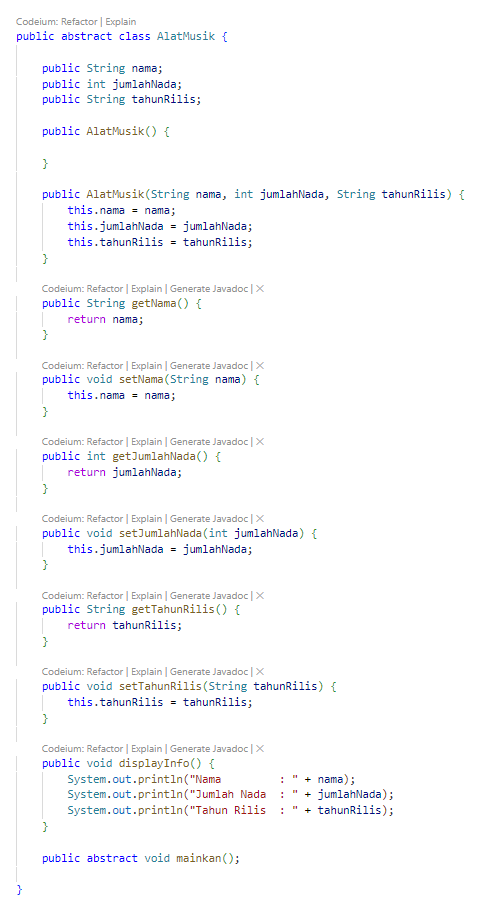 Codeium: Refactor | Explain
public abstract class AlatMusik {
public String nama;
public int jumlahNada;
public String tahunRilis;
public AlatMusik() {
}
public AlatMusik(String nama, int jumlahNada, String tahunRilis) {
this.nama = nama;
this.jumlahNada = jumlahNada;
this.tahunRilis = tahunRilis;
}
Codeium: Refactor | Explain | Generate Javadoc | ×
public String getNama() {
return nama;
}
Codeium: Refactor | Explain | Generate Javadoc | ×
public void setNama(String nama) {
this.nama = nama;
}
Codeium: Refactor | Explain | Generate Javadoc | ×
public int getJumlahNada() {
return jumlahNada;
}
Codeium: Refactor | Explain | Generate Javadoc | ×
public void setJumlahNada(int jumlahNada) {
this.jumlahNada = jumlahNada;
}
Codeium: Refactor | Explain | Generate Javadoc | ×
public String getTahunRilis() {
return tahunRilis;
}
Codeium: Refactor | Explain | Generate Javadoc | ×
public void setTahunRilis(String tahunRilis) {
this.tahunRilis = tahunRilis;
}
Codeium: Refactor | Explain | Generate Javadoc | ×
public void displayInfo() {
System.out.println("Nama         : " + nama);
System.out.println("Jumlah Nada  : " + jumlahNada);
System.out.println("Tahun Rilis  : " + tahunRilis);
}
public abstract void mainkan();
}